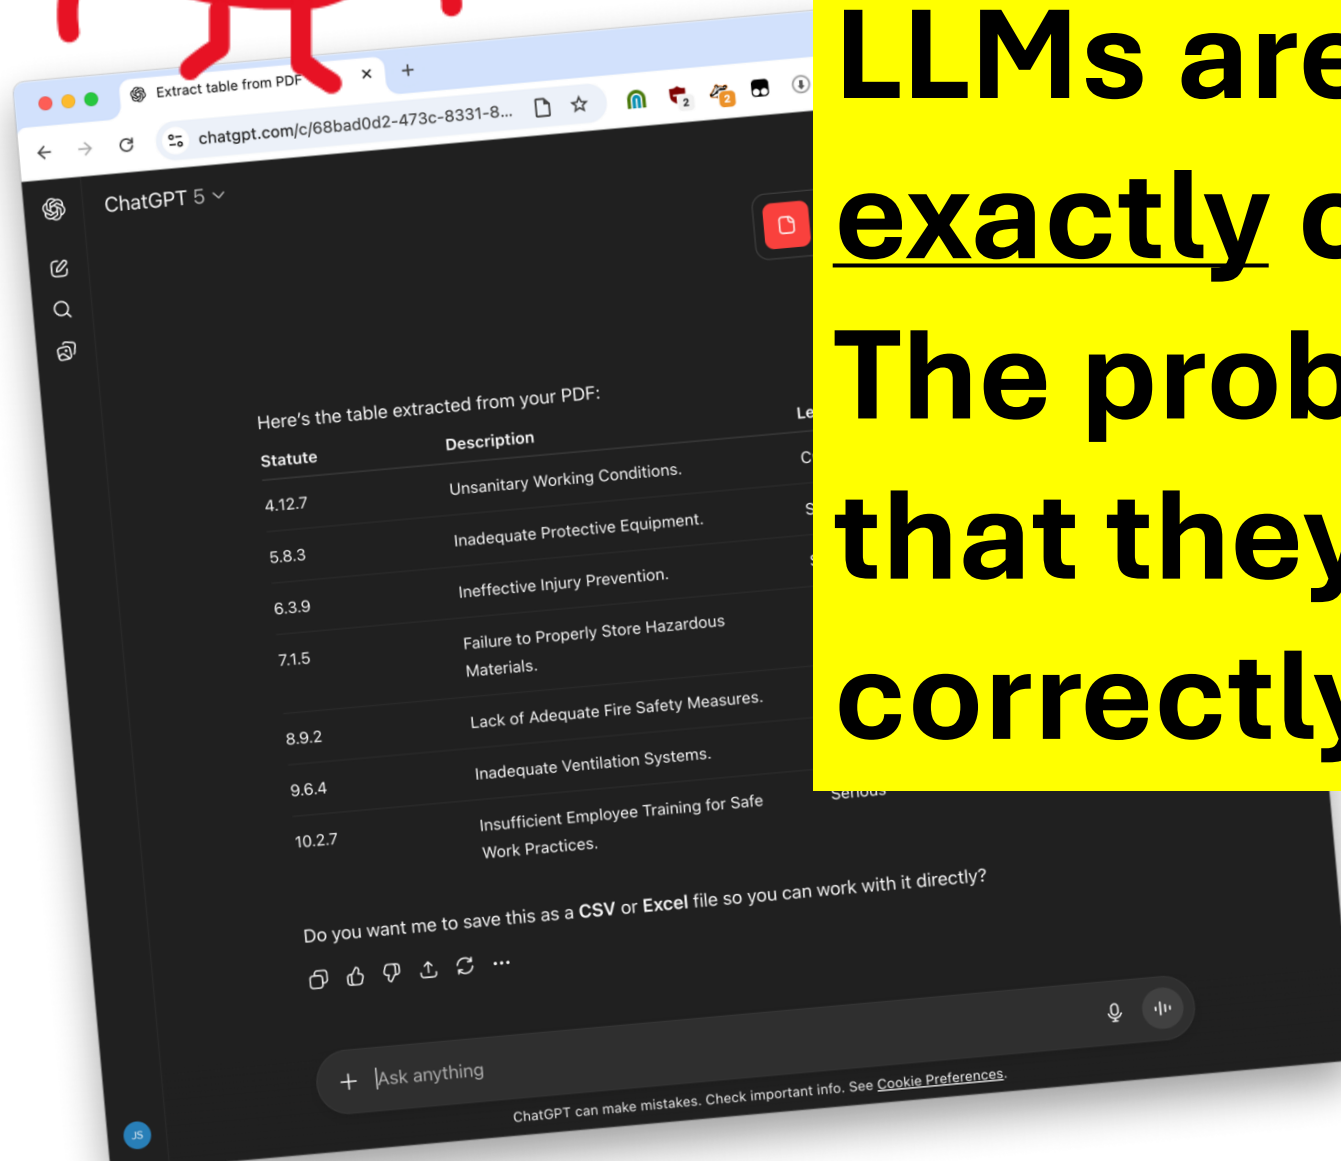 Extract table from PDF
chatgpt.com/c/68bad0d2-473c-8331-8...
2
2
ChatGPT 5
Here's the table extracted from your PDF:
Statute Description
4.12.7 Unsanitary Working Conditions.
5.8.3 Inadequate Protective Equipment.
6.3.9 Ineffective Injury Prevention.
7.1.5 Failure to Properly Store Hazardous
Materials.
8.9.2 Lack of Adequate Fire Safety Measures.
9.6.4 Inadequate Ventilation Systems.
10.2.7 Insufficient Employee Training for Safe Serious
Work Practices.
Do you want me to save this as a CSV or Excel file so you can work with it directly?
Ask anything
ChatGPT can make mistakes. Check important info. See Cookie Preferences.
JS
LLMs are
exactly
The prob
that they
correctly